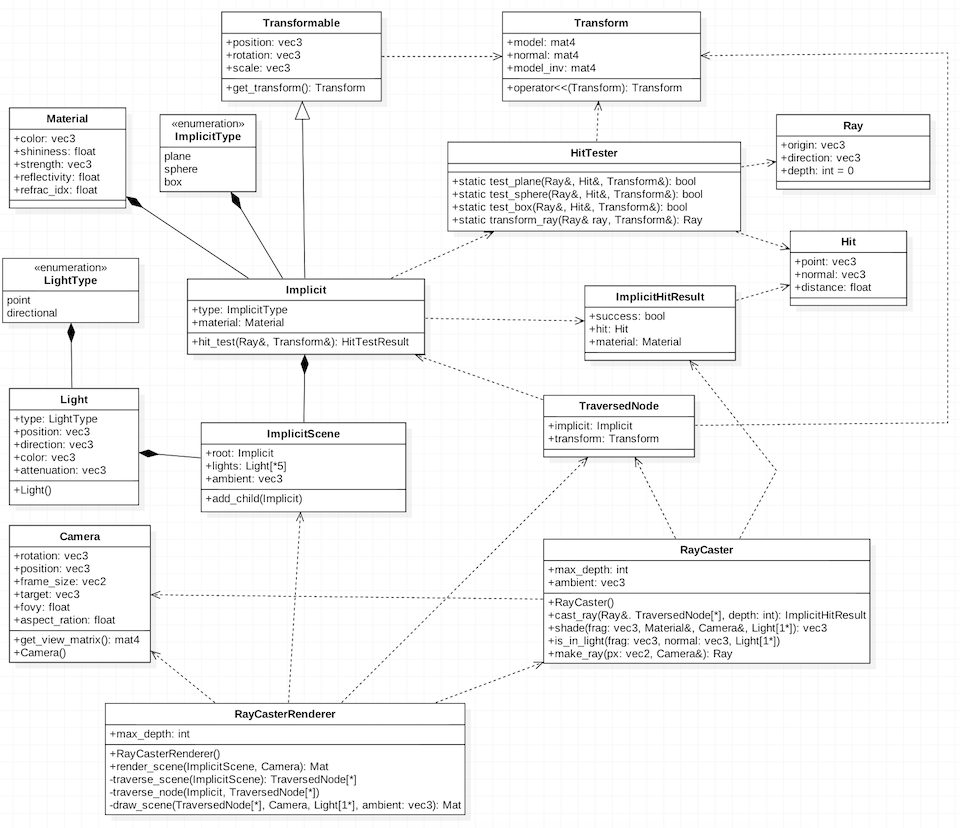 Transformable
+position: vec3
+rotation: vec3
+scale: vec3
+get_transform(): Transform
Transform
+model: mat4
+normal: mat4
+model_inv: mat4
+operator<<(Transform): Transform
Material
+color: vec3
+shininess: float
+strength: vec3
+reflectivity: float
+refrac_idx: float
«enumeration»
ImplicitType
plane
sphere
box
HitTester
+static test_plane(Ray&, Hit&, Transform&): bool
+static test_sphere(Ray&, Hit&, Transform&): bool
+static test_box(Ray&, Hit&, Transform&): bool
+static transform_ray(Ray& ray, Transform&): Ray
Ray
+origin: vec3
+direction: vec3
+depth: int = 0
Hit
+point: vec3
+normal: vec3
+distance: float
«enumeration»
LightType
point
directional
Implicit
+type: ImplicitType
+material: Material
+hit_test(Ray&, Transform&): HitTestResult
ImplicitHitResult
+success: bool
+hit: Hit
+material: Material
Light
+type: LightType
+position: vec3
+direction: vec3
+color: vec3
+attenuation: vec3
+Light()
ImplicitScene
+root: Implicit
+lights: Light[*5]
+ambient: vec3
+add_child(Implicit)
TraversedNode
+implicit: Implicit
+transform: Transform
Camera
+rotation: vec3
+position: vec3
+frame_size: vec2
+target: vec3
+fovy: float
+aspect_ration: float
+get_view_matrix(): mat4
+Camera()
RayCaster
+max_depth: int
+ambient: vec3
+RayCaster()
+cast_ray(Ray&. TraversedNode[*], depth: int): ImplicitHitResult
+shade(frag: vec3, Material&, Camera&, Light[1*]): vec3
+is_in_light(frag: vec3, normal: vec3, Light[1*])
+make_ray(px: vec2, Camera&): Ray
RayCasterRenderer
+max_depth: int
+RayCasterRenderer()
+render_scene(ImplicitScene, Camera): Mat
-traverse_scene(ImplicitScene): TraversedNode[*]
-traverse_node(Implicit, TraversedNode[*])
-draw_scene(TraversedNode[*], Camera, Light[1*], ambient: vec3): Mat